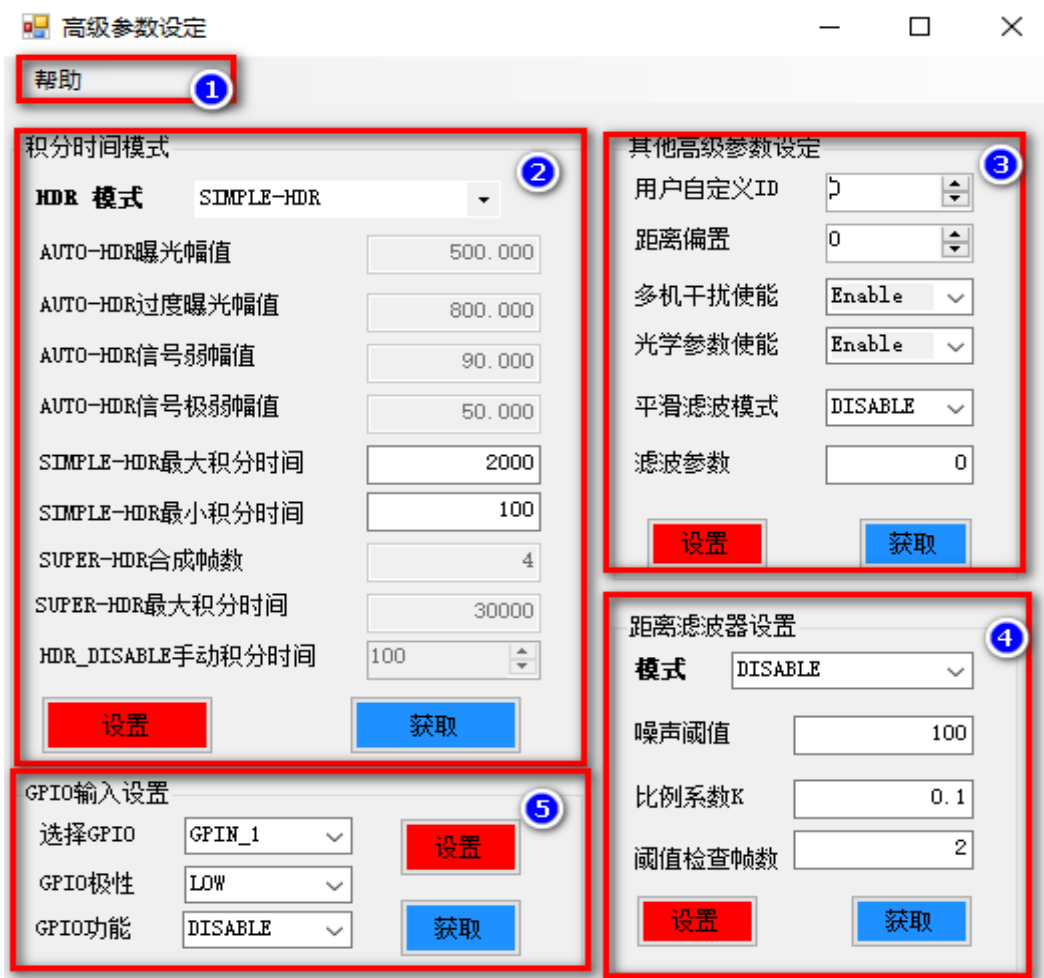 高级参数设定
帮助
1
积分时间模式
2
HDR 模式 SIMPLE-HDR
AUTO-HDR曝光幅值 500.000
AUTO-HDR过度曝光幅值 800.000
AUTO-HDR信号弱幅值 90.000
AUTO-HDR信号极弱幅值 50.000
SIMPLE-HDR最大积分时间 2000
SIMPLE-HDR最小积分时间 100
SUPER-HDR合成帧数 4
SUPER-HDR最大积分时间 30000
HDR_DISABLE手动积分时间 100
设置 获取
其他高级参数设定
3
用户自定义ID
距离偏置 0
多机干扰使能 Enable
光学参数使能 Enable
平滑滤波模式 DISABLE
滤波参数 0
设置 获取
距离滤波器设置
4
模式 DISABLE
噪声阈值 100
比例系数K 0.1
阈值检查帧数 2
设置 获取
GPIO输入设置
5
选择GPIO GPIN_1
设置
GPIO极性 LOW
GPIO功能 DISABLE
获取